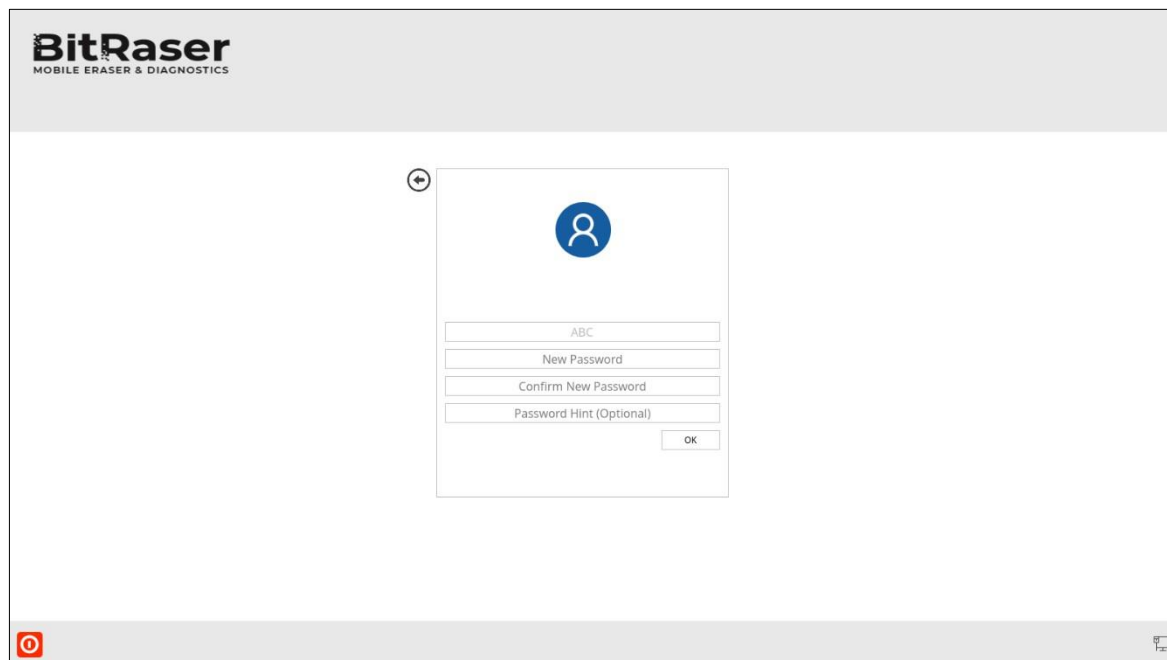 BitRaser
MOBILE ERASER & DIAGNOSTICS
ABC
New Password
Confirm New Password
Password Hint (Optional)
OK